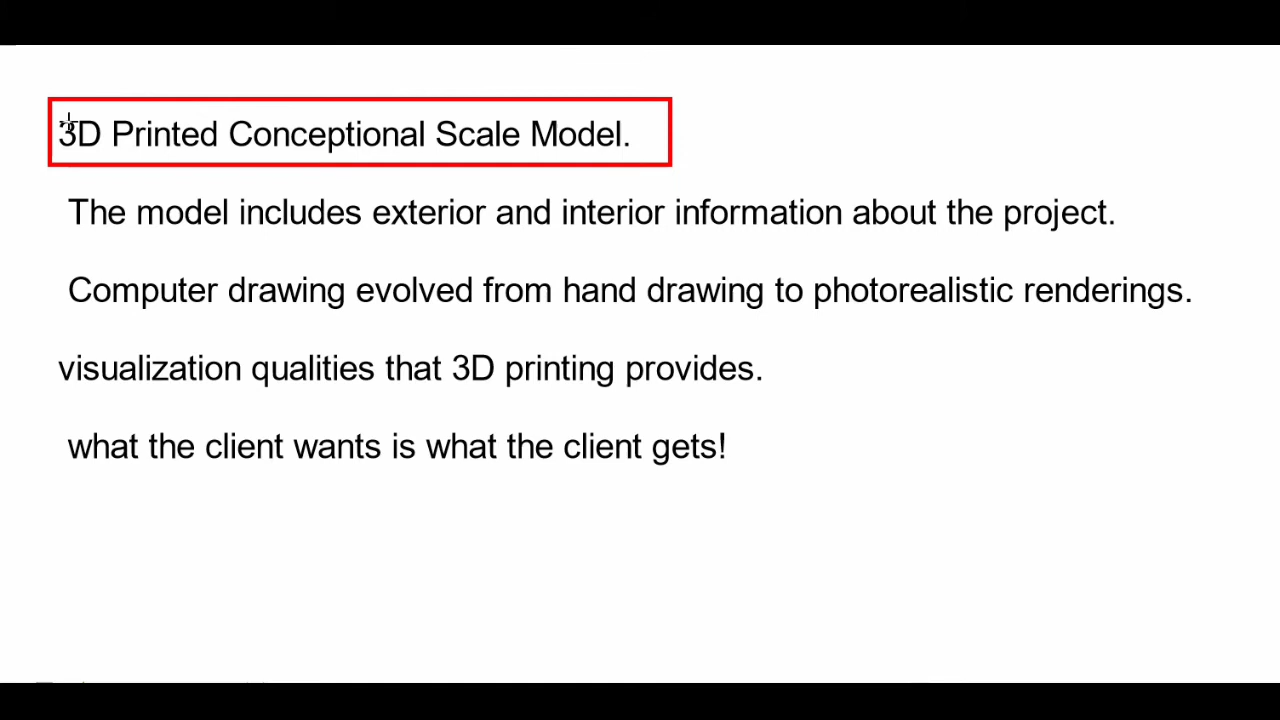 3D Printed Conceptional Scale Model.
The model includes exterior and interior information about the project.
Computer drawing evolved from hand drawing to photorealistic renderings.
visualization qualities that 3D printing provides.
what the client wants is what the client gets!